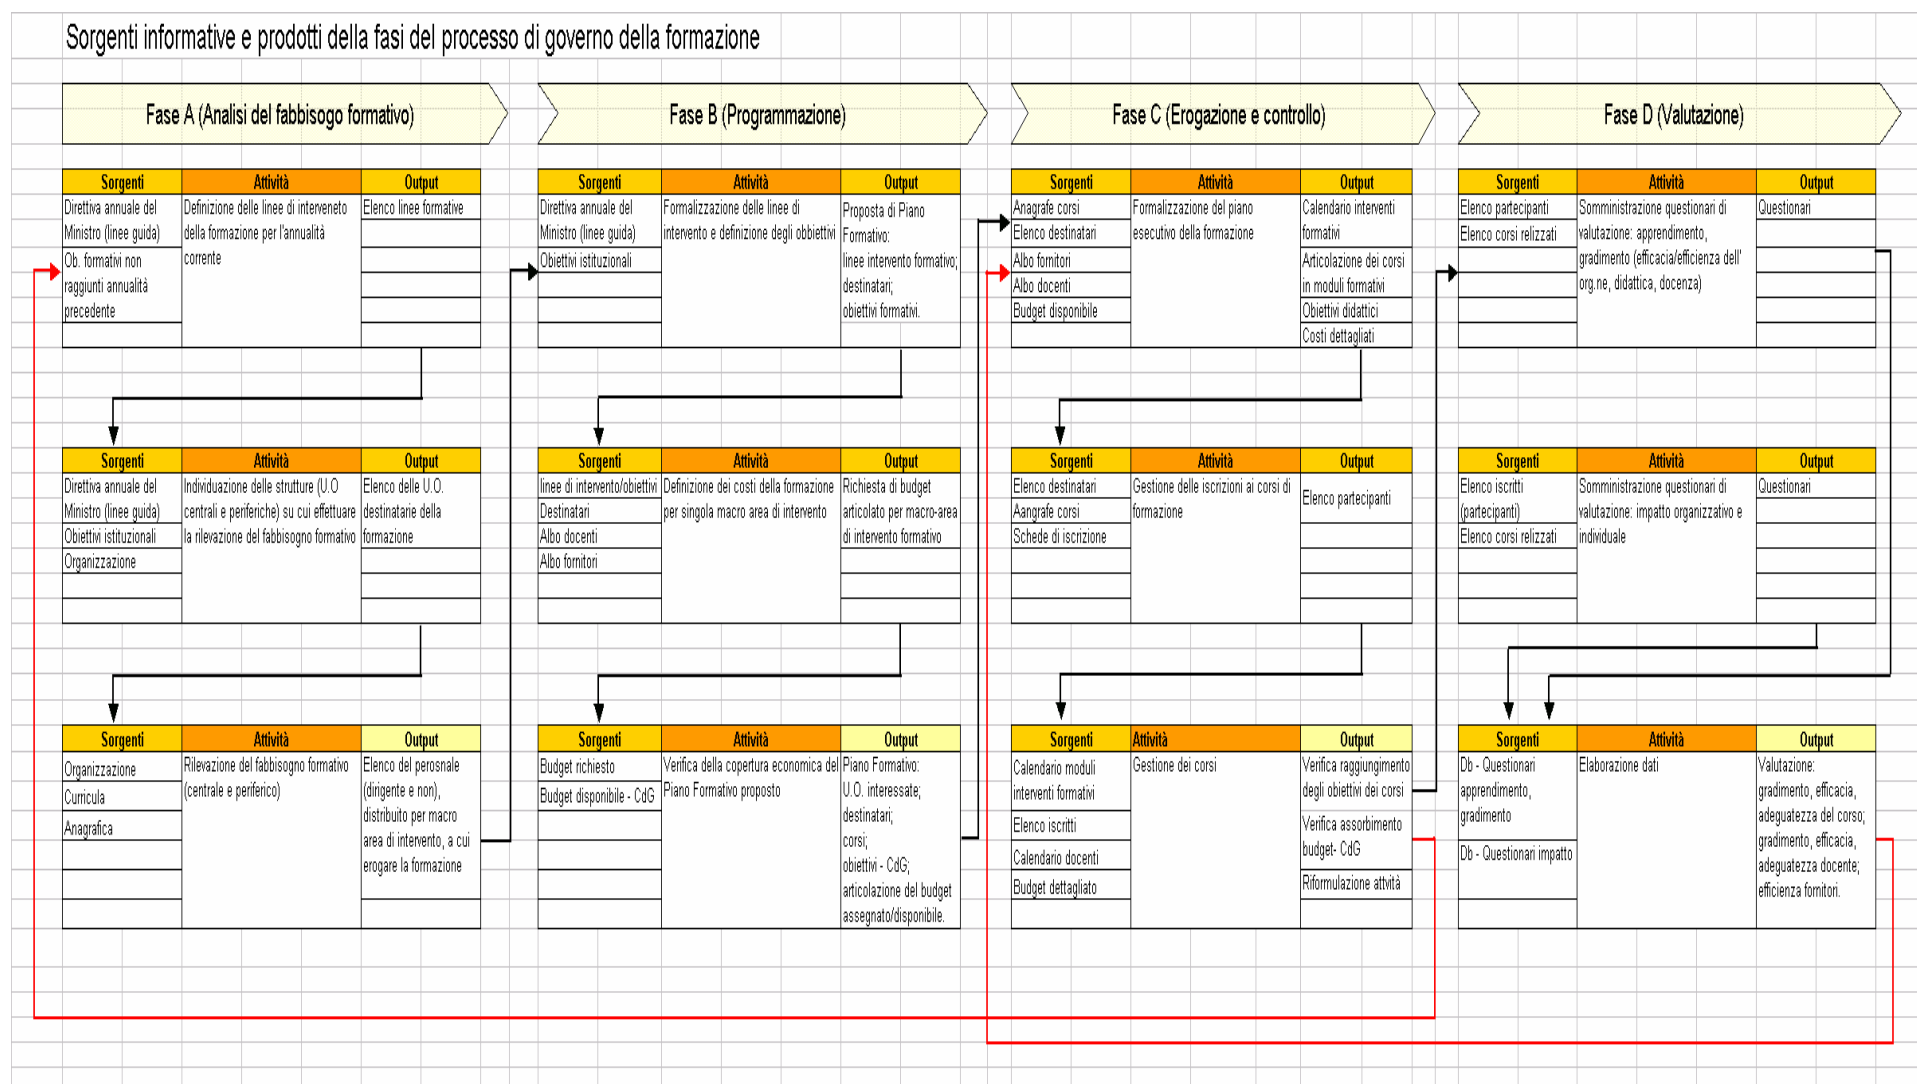 Sorgenti informative e prodotti della fasi del processo di governo della formazione
Fase A (Analisi del fabbisogo formativo)
Fase B (Programmazione)
Fase C (Erogazione e controllo)
Fase D (Valutazione)
Sorgenti
Attività
Output
Direttiva annuale del
Ministro (linee guida)
Ob. formativi non
raggiunti annualità
precedente
Definizione delle linee di interveneto
della formazione per l'annualità
corrente
Elenco linee formative
Sorgenti
Attività
Output
Direttiva annuale del
Ministro (linee guida)
Obiettivi istituzionali
Formalizzazione delle linee di
intervento e definizione degli obbiettivi
Proposta di Piano
Formativo:
linee intervento formativo;
destinatari;
obiettivi formativi.
Sorgenti
Attività
Output
Anagrafe corsi
Elenco destinatari
Albo fornitori
Albo docenti
Budget disponibile
Formalizzazione del piano
esecutivo della formazione
Calendario interventi
formativi
Articolazione dei corsi
in moduli formativi
Obiettivi didattici
Costi dettagliati
Sorgenti
Attività
Output
Elenco partecipanti
Elenco corsi relizzati
Somministrazione questionari di
valutazione: apprendimento,
gradimento (efficacia/efficienza dell'
org.ne, didattica, docenza)
Questionari
Sorgenti
Attività
Output
Direttiva annuale del
Ministro (linee guida)
Obiettivi istituzionali
Organizzazione
Individuazione delle strutture (U.O
centrali e periferiche) su cui effettuare
la rilevazione del fabbisogno formativo
Elenco delle U.O.
destinatarie della
formazione
Sorgenti
Attività
Output
linee di intervento/obiettivi
Destinatari
Albo docenti
Albo fornitori
Definizione dei costi della formazione
per singola macro area di intervento
Richiesta di budget
articolato per macro-area
di intervento formativo
Sorgenti
Attività
Output
Elenco destinatari
Aangrafe corsi
Schede di iscrizione
Gestione delle iscrizioni ai corsi di
formazione
Elenco partecipanti
Sorgenti
Attività
Output
Elenco iscritti
(partecipanti)
Elenco corsi relizzati
Somministrazione questionari di
valutazione: impatto organizzativo e
individuale
Questionari
Sorgenti
Attività
Output
Organizzazione
Curricula
Anagrafica
Rilevazione del fabbisogno formativo
(centrale e periferico)
Elenco del perosnale
(dirigente e non),
distribuito per macro
area di intervento, a cui
erogare la formazione
Sorgenti
Attività
Output
Budget richiesto
Budget disponibile - CdG
Verifica della copertura economica del
Piano Formativo proposto
Piano Formativo:
U.O. interessate;
destinatari;
corsi;
obiettivi - CdG;
articolazione del budget
assegnato/disponibile.
Sorgenti
Attività
Output
Calendario moduli
interventi formativi
Elenco iscritti
Calendario docenti
Budget dettagliato
Gestione dei corsi
Verifica raggiungimento
degli obiettivi dei corsi
Verifica assorbimento
budget- CdG
Riformulazione attvità
Sorgenti
Attività
Output
Db - Questionari
apprendimento,
gradimento
Db - Questionari impatto
Elaborazione dati
Valutazione:
gradimento, efficacia,
adeguatezza del corso;
gradimento, efficacia,
adeguatezza docente;
efficienza fornitori.